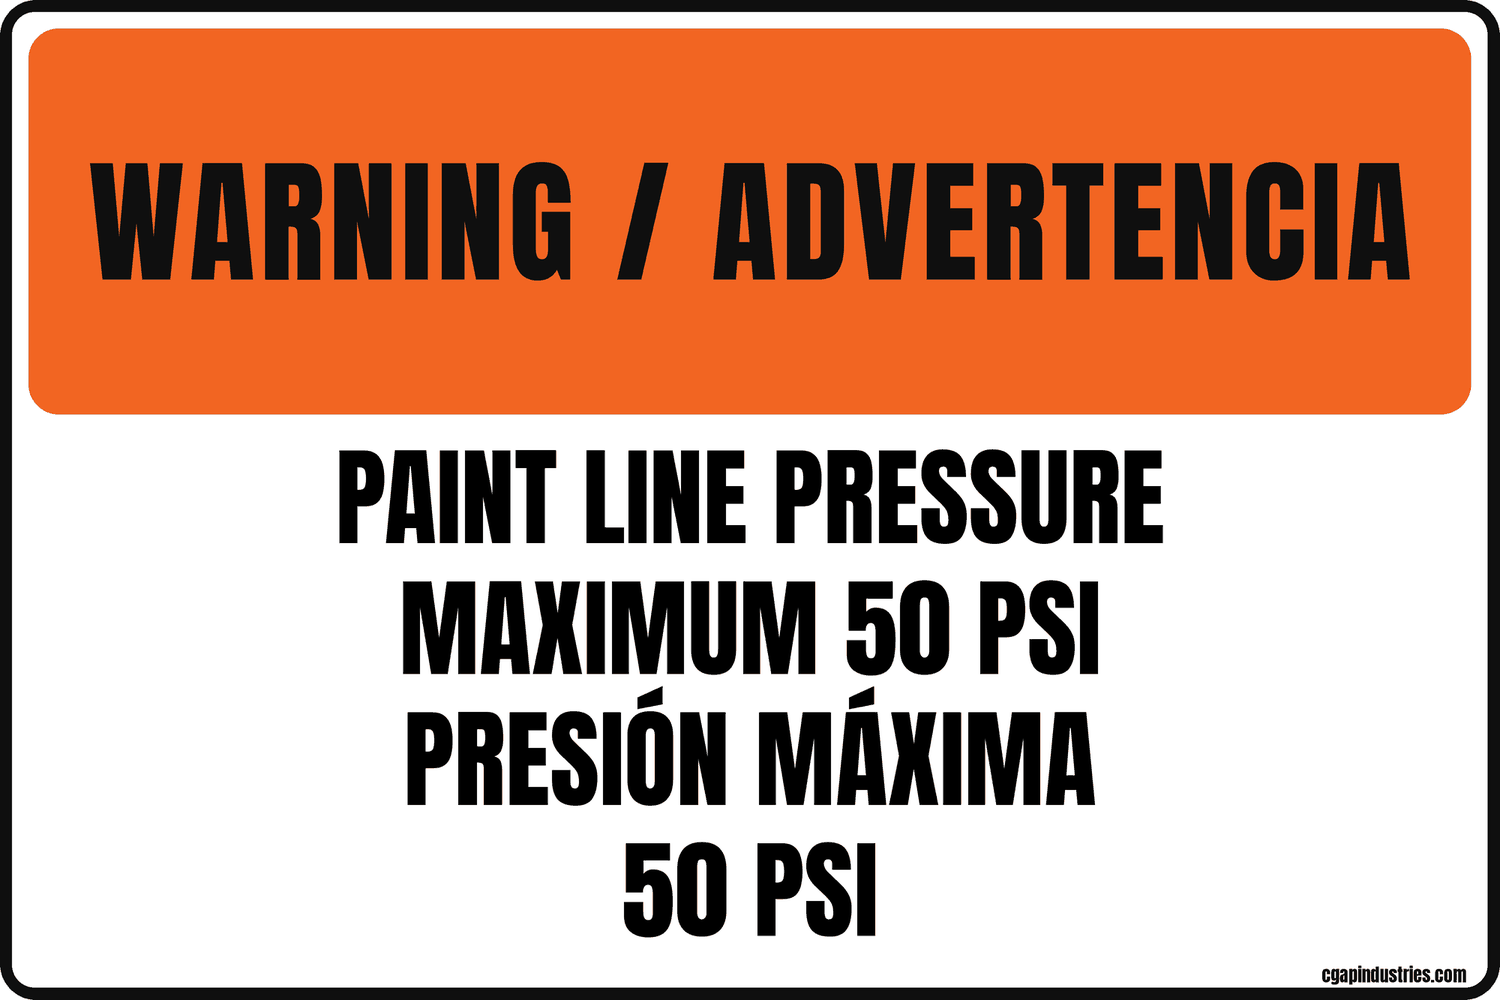 WARNING / ADVERTENCIA
PAINT LINE PRESSURE
MAXIMUM 50 PSI
PRESIÓN MÁXIMA
50 PSI
cgapindustries.com